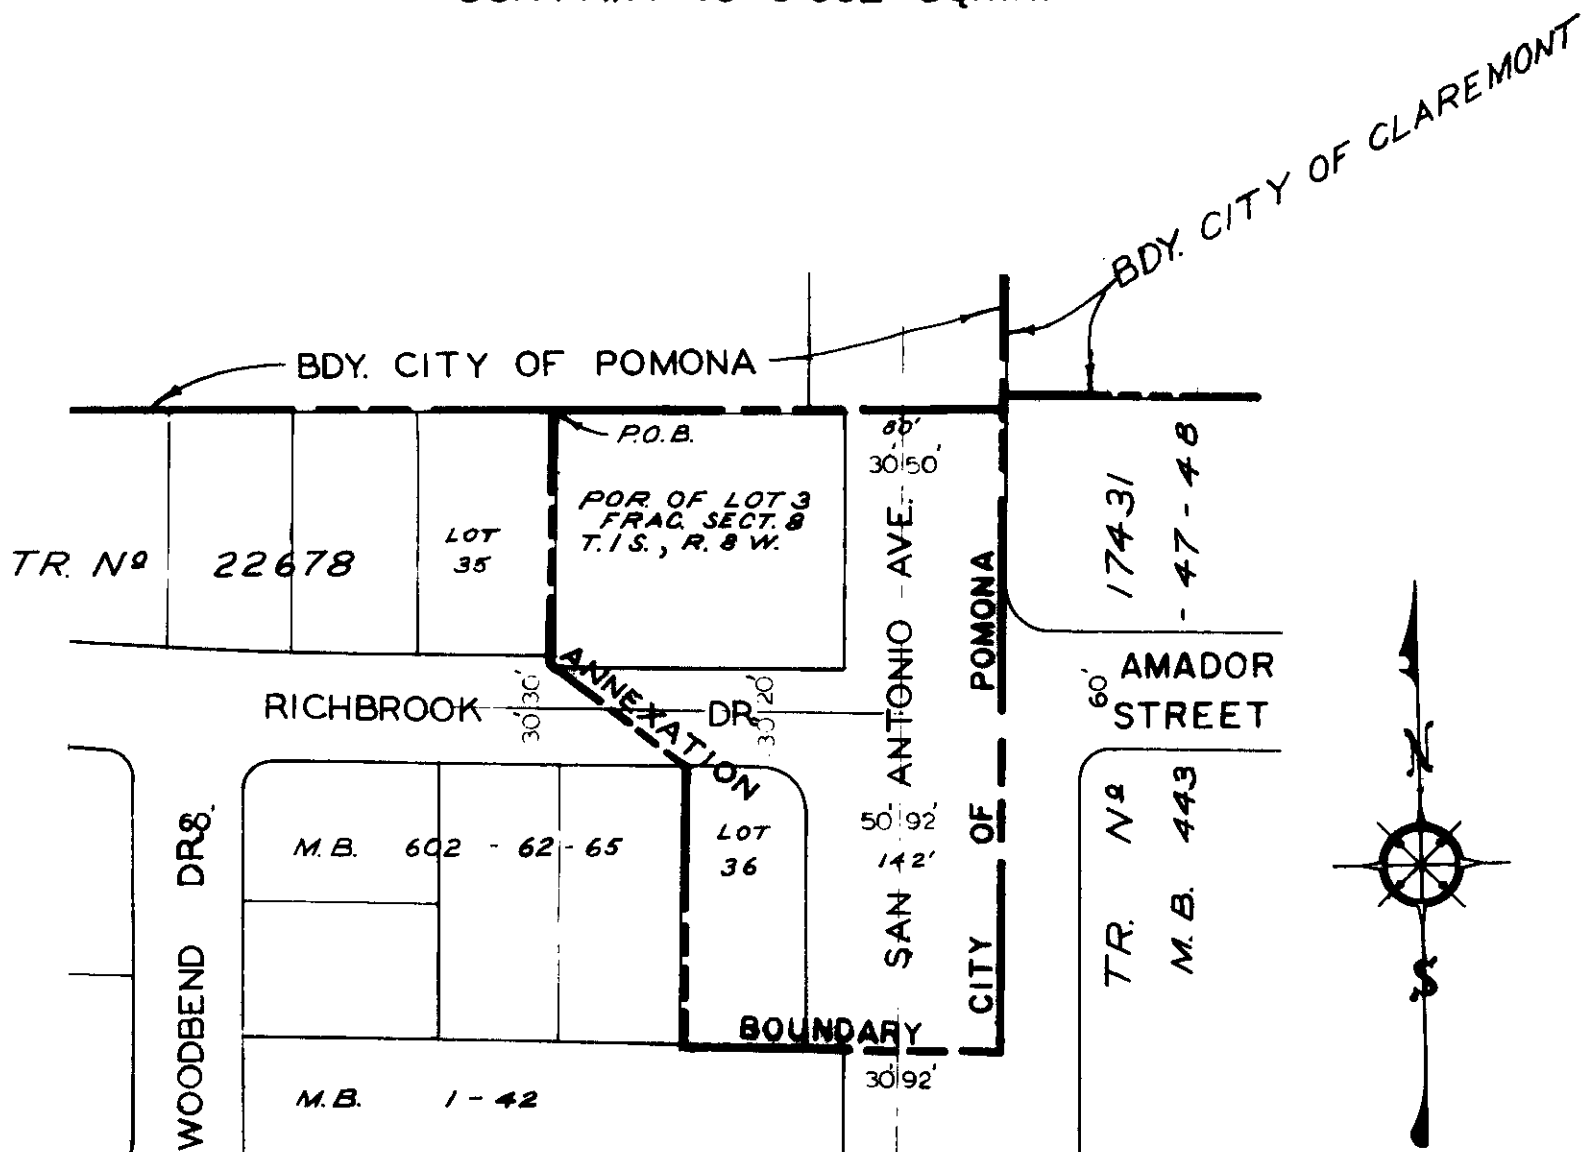 BDY. CITY OF CLAREMONT
BDY. CITY OF POMONA
P.O.B.
80'
30' 50'
POR. OF LOT 3
FRAC. SECT. 8
T. 1 S., R. 8 W.
LOT
35
TR. Nº 22678
17431
- 47 - 48
SAN ANTONIO AVE.
CITY OF POMONA
ANNEXATION
RICHBROOK DR.
30' 30'
30' 20'
60'
AMADOR
STREET
N
WOODBEND DR.
M.B. 602 - 62 - 65
LOT
36
50' 92'
142'
TR. Nº
M.B. 443
S
BOUNDARY
30' 92'
M.B. 1 - 42